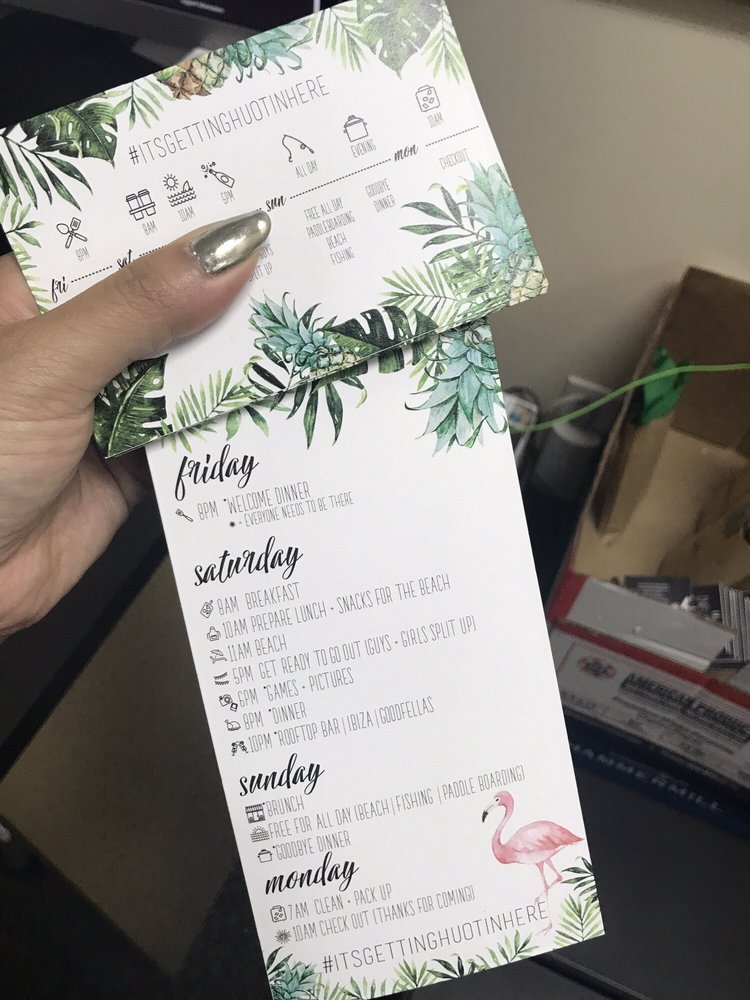 #ITSGETTINGHUOTINHERE
8PM
8AM
10AM
5PM
ALL DAY
EVENING
10AM
fri
sat
sun
mon
SPLIT UP
FREE ALL DAY
PADDLEBOARDING
BEACH
FISHING
GOODBYE
DINNER
CHECKOUT
friday
8PM *WELCOME DINNER
* = EVERYONE NEEDS TO BE THERE
saturday
8AM BREAKFAST
10AM PREPARE LUNCH + SNACKS FOR THE BEACH
11AM BEACH
5PM GET READY TO GO OUT (GUYS + GIRLS SPLIT UP)
6PM *GAMES + PICTURES
8PM *DINNER
10PM *ROOFTOP BAR | IBIZA | GOODFELLAS
sunday
*BRUNCH
FREE FOR ALL DAY (BEACH | FISHING | PADDLE BOARDING)
*GOODBYE DINNER
monday
7AM CLEAN + PACK UP
10AM CHECK OUT (THANKS FOR COMING!)
#ITSGETTINGHUOTINHERE
HAMMERMILL